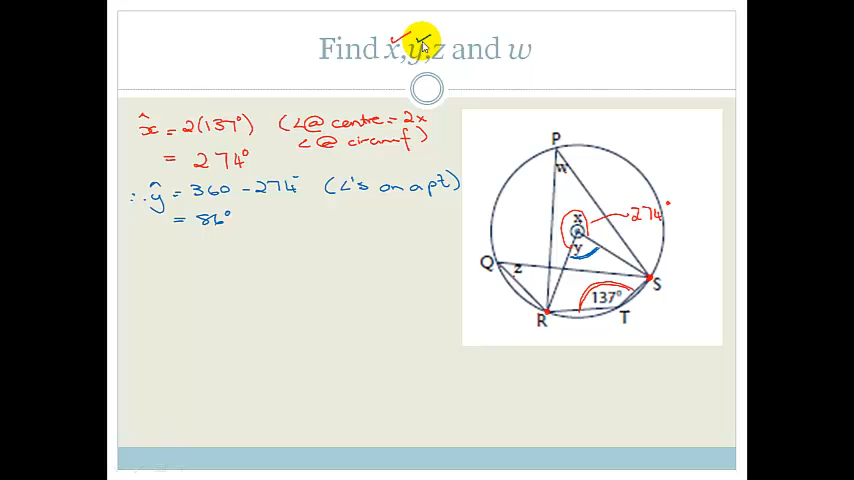 Find x,y,z and w
x̂ = 2(137°) (∠@ centre = 2x
∠@ circumf)
= 274°
∴ ŷ = 360 - 274° (∠'s on a pt)
= 86°
P
w
x
274°
y
Q
z
S
137°
R
T